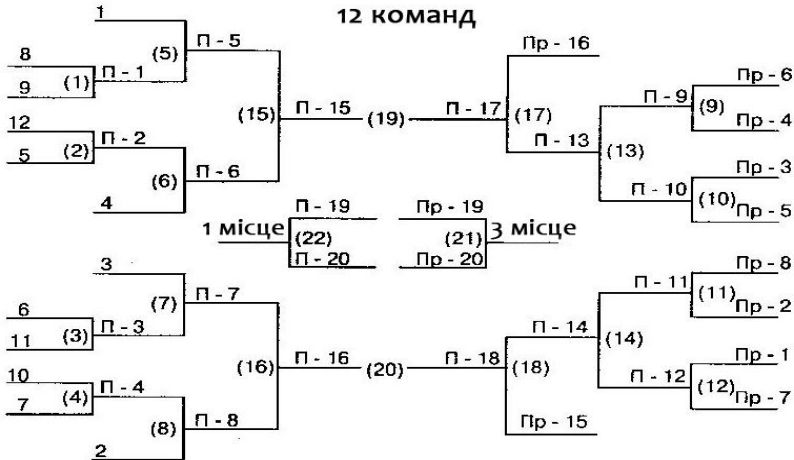 12 команд
1
П - 5
(5)
8
(1)
П - 1
9
12
П - 2
5
(2)
(6)
П - 6
4
(15)
П - 15
(19)
П - 17
Пр - 16
(17)
П - 13
(13)
П - 9
(9)
Пр - 6
Пр - 4
П - 10
(10)
Пр - 3
Пр - 5
1 місце
П - 19
(22)
П - 20
Пр - 19
(21)
Пр - 20
3 місце
3
(7)
П - 7
6
(3)
П - 3
11
10
П - 4
(4)
7
(8)
П - 8
2
(16)
П - 16
(20)
П - 18
(18)
П - 14
Пр - 15
(14)
П - 11
(11)
Пр - 8
Пр - 2
П - 12
(12)
Пр - 1
Пр - 7